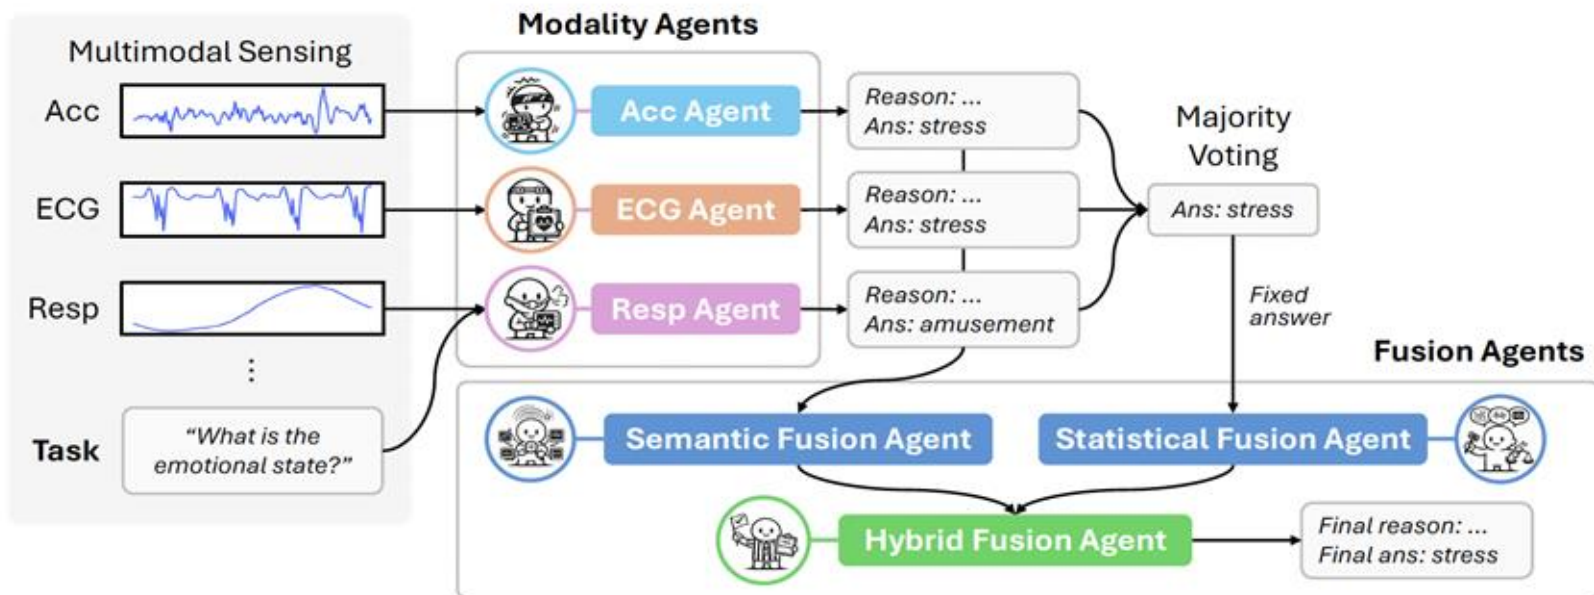 Multimodal Sensing
Acc
ECG
Resp
⋮
Task
“What is the
emotional state?”
Modality Agents
Acc Agent
ECG Agent
Resp Agent
Reason: ...
Ans: stress
Reason: ...
Ans: stress
Reason: ...
Ans: amusement
Majority
Voting
Ans: stress
Fixed
answer
Fusion Agents
Semantic Fusion Agent
Statistical Fusion Agent
Hybrid Fusion Agent
Final reason: ...
Final ans: stress